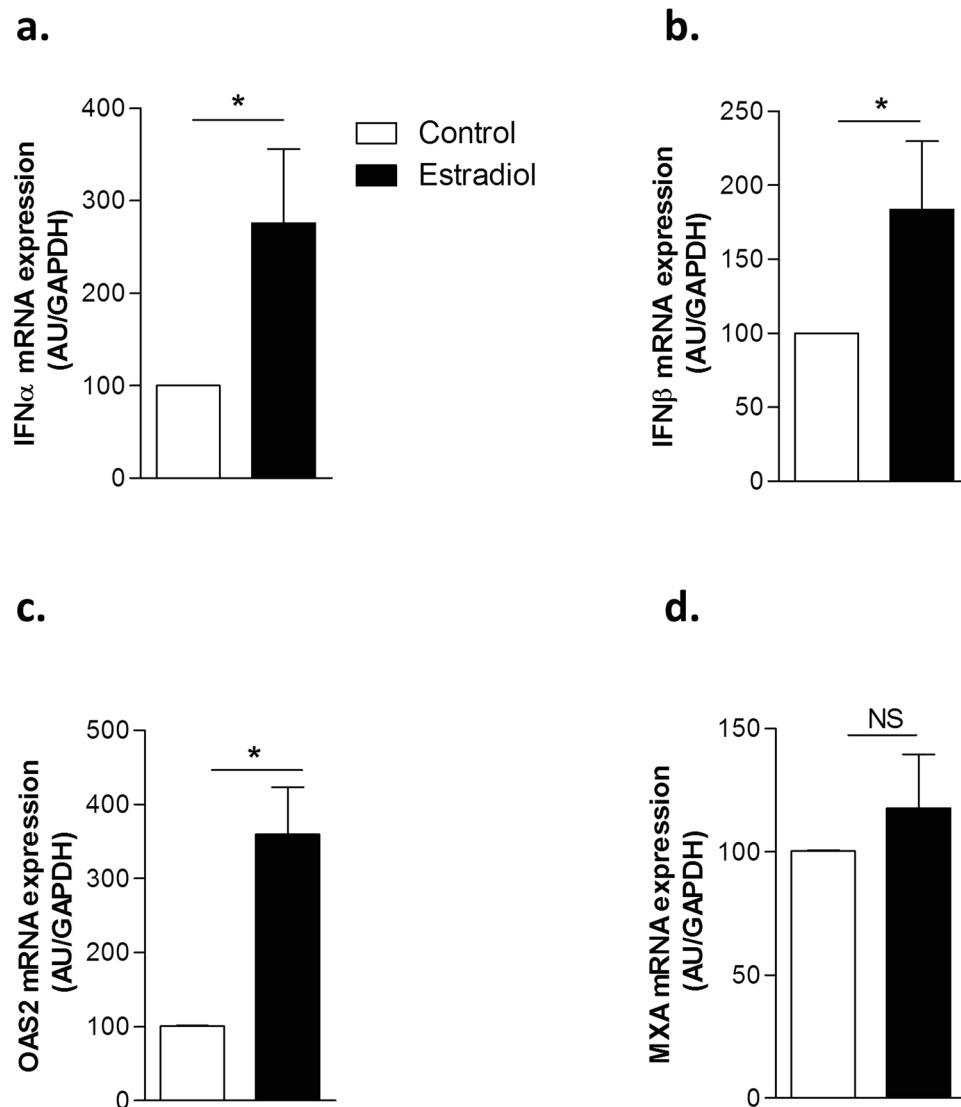 a.
IFNα mRNA expression
(AU/GAPDH)
400
300
200
100
0
*
Control
Estradiol
b.
IFNβ mRNA expression
(AU/GAPDH)
250
200
150
100
50
0
*
c.
OAS2 mRNA expression
(AU/GAPDH)
500
400
300
200
100
0
*
d.
MXA mRNA expression
(AU/GAPDH)
150
100
50
0
NS